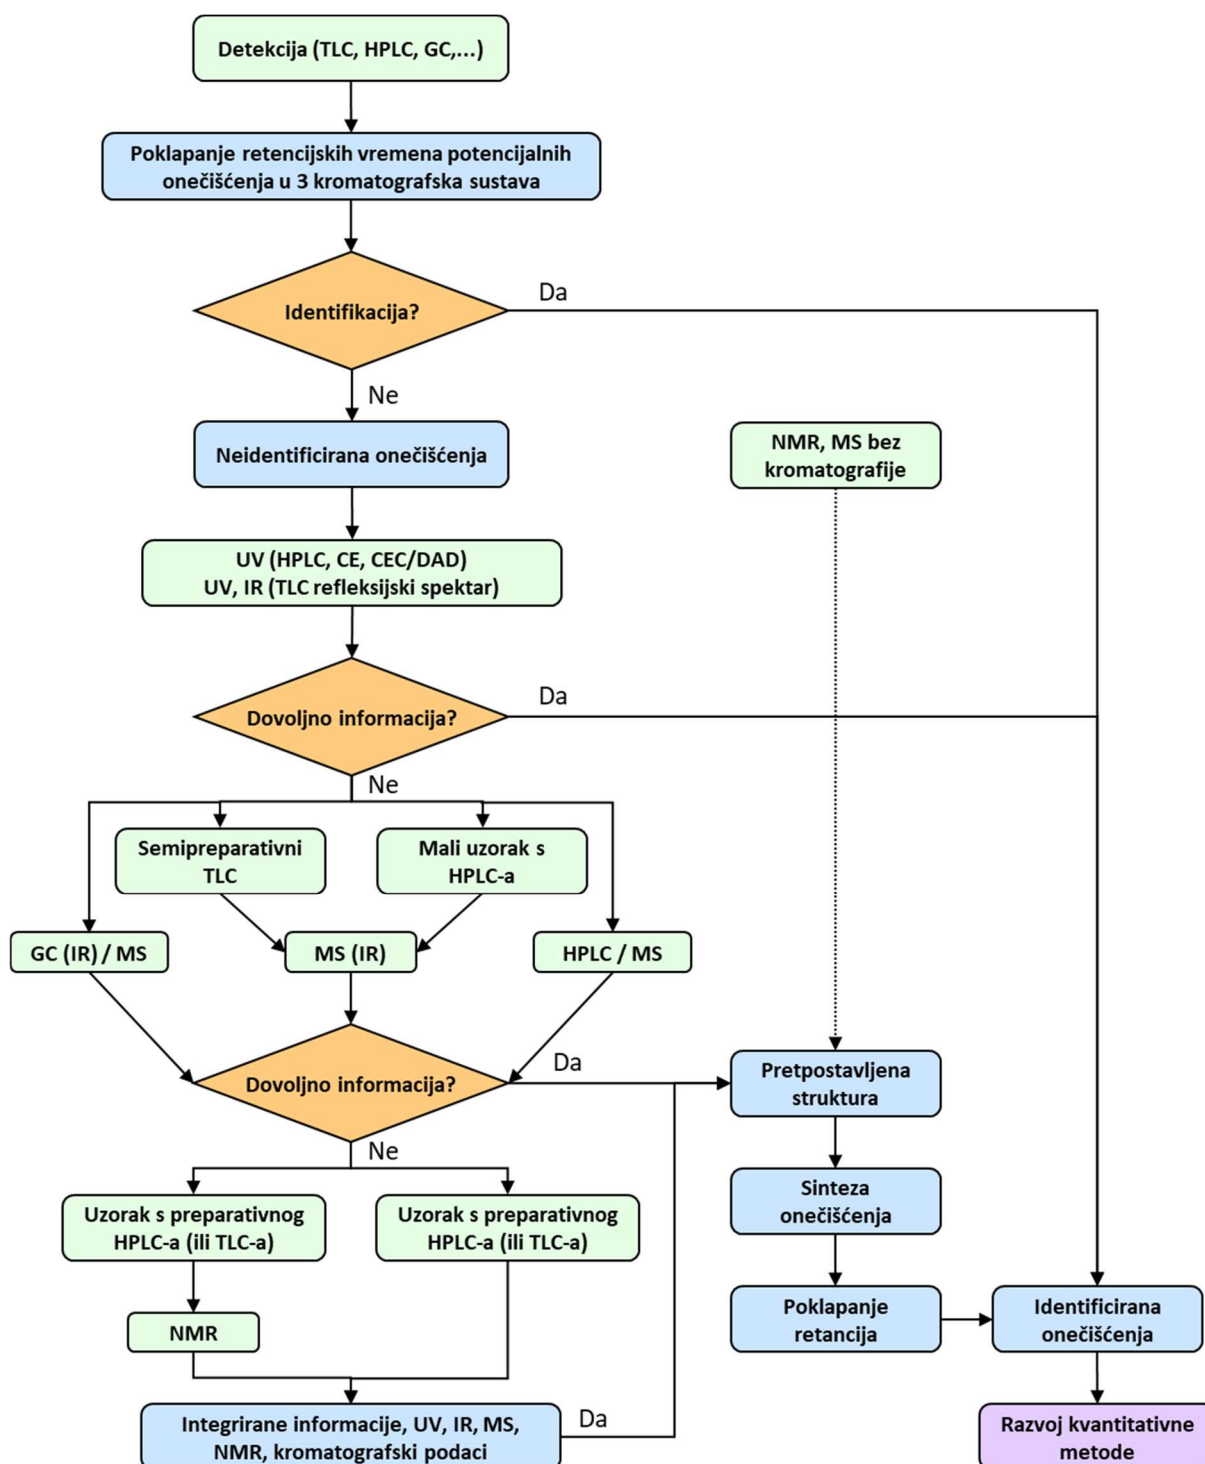 Detekcija (TLC, HPLC, GC,...)
Poklapanje retencijskih vremena potencijalnih
onečišćenja u 3 kromatografska sustava
Identifikacija?
Da
Ne
Neidentificirana onečišćenja
NMR, MS bez
kromatografije
UV (HPLC, CE, CEC/DAD)
UV, IR (TLC refleksijski spektar)
Dovoljno informacija?
Da
Ne
Semipreparativni
TLC
Mali uzorak s
HPLC-a
GC (IR) / MS
MS (IR)
HPLC / MS
Dovoljno informacija?
Da
Ne
Pretpostavljena
struktura
Uzorak s preparativnog
HPLC-a (ili TLC-a)
Uzorak s preparativnog
HPLC-a (ili TLC-a)
Sinteza
onečišćenja
NMR
Poklapanje
retancija
Identificirana
onečišćenja
Integrirane informacije, UV, IR, MS,
NMR, kromatografski podaci
Da
Razvoj kvantitativne
metode